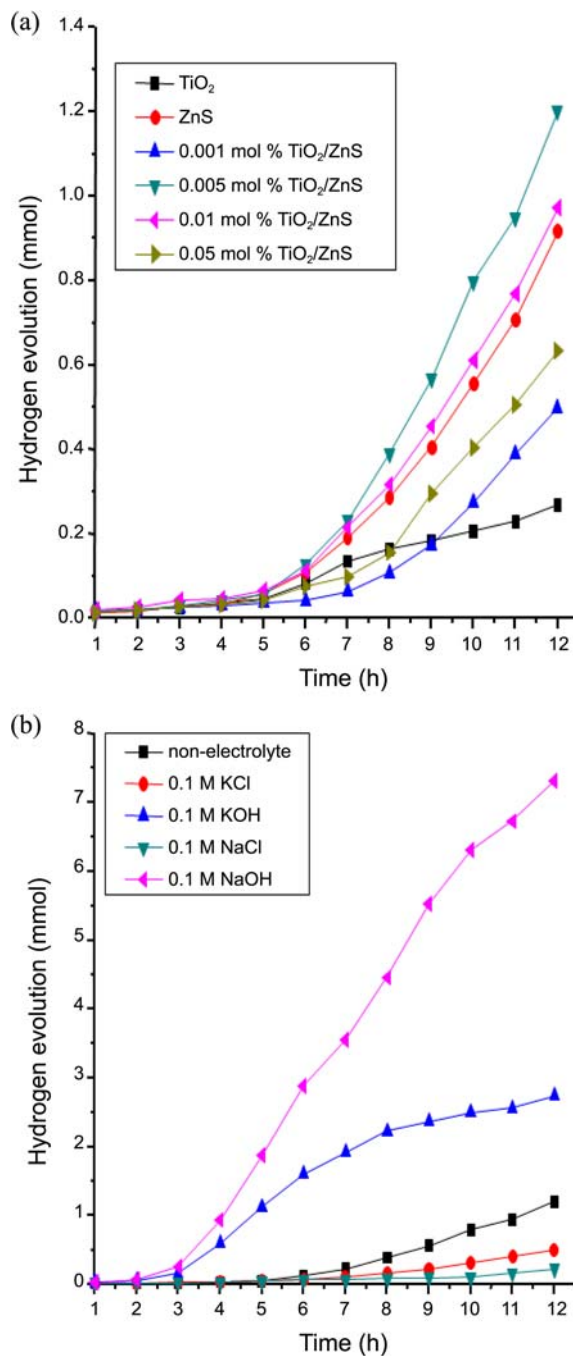 (a)
1.4
1.2
1.0
0.8
0.6
0.4
0.2
0.0
Hydrogen evolution (mmol)
TiO₂
ZnS
0.001 mol % TiO₂/ZnS
0.005 mol % TiO₂/ZnS
0.01 mol % TiO₂/ZnS
0.05 mol % TiO₂/ZnS
1 2 3 4 5 6 7 8 9 10 11 12
Time (h)
(b)
8
7
6
5
4
3
2
1
0
Hydrogen evolution (mmol)
non-electrolyte
0.1 M KCl
0.1 M KOH
0.1 M NaCl
0.1 M NaOH
1 2 3 4 5 6 7 8 9 10 11 12
Time (h)